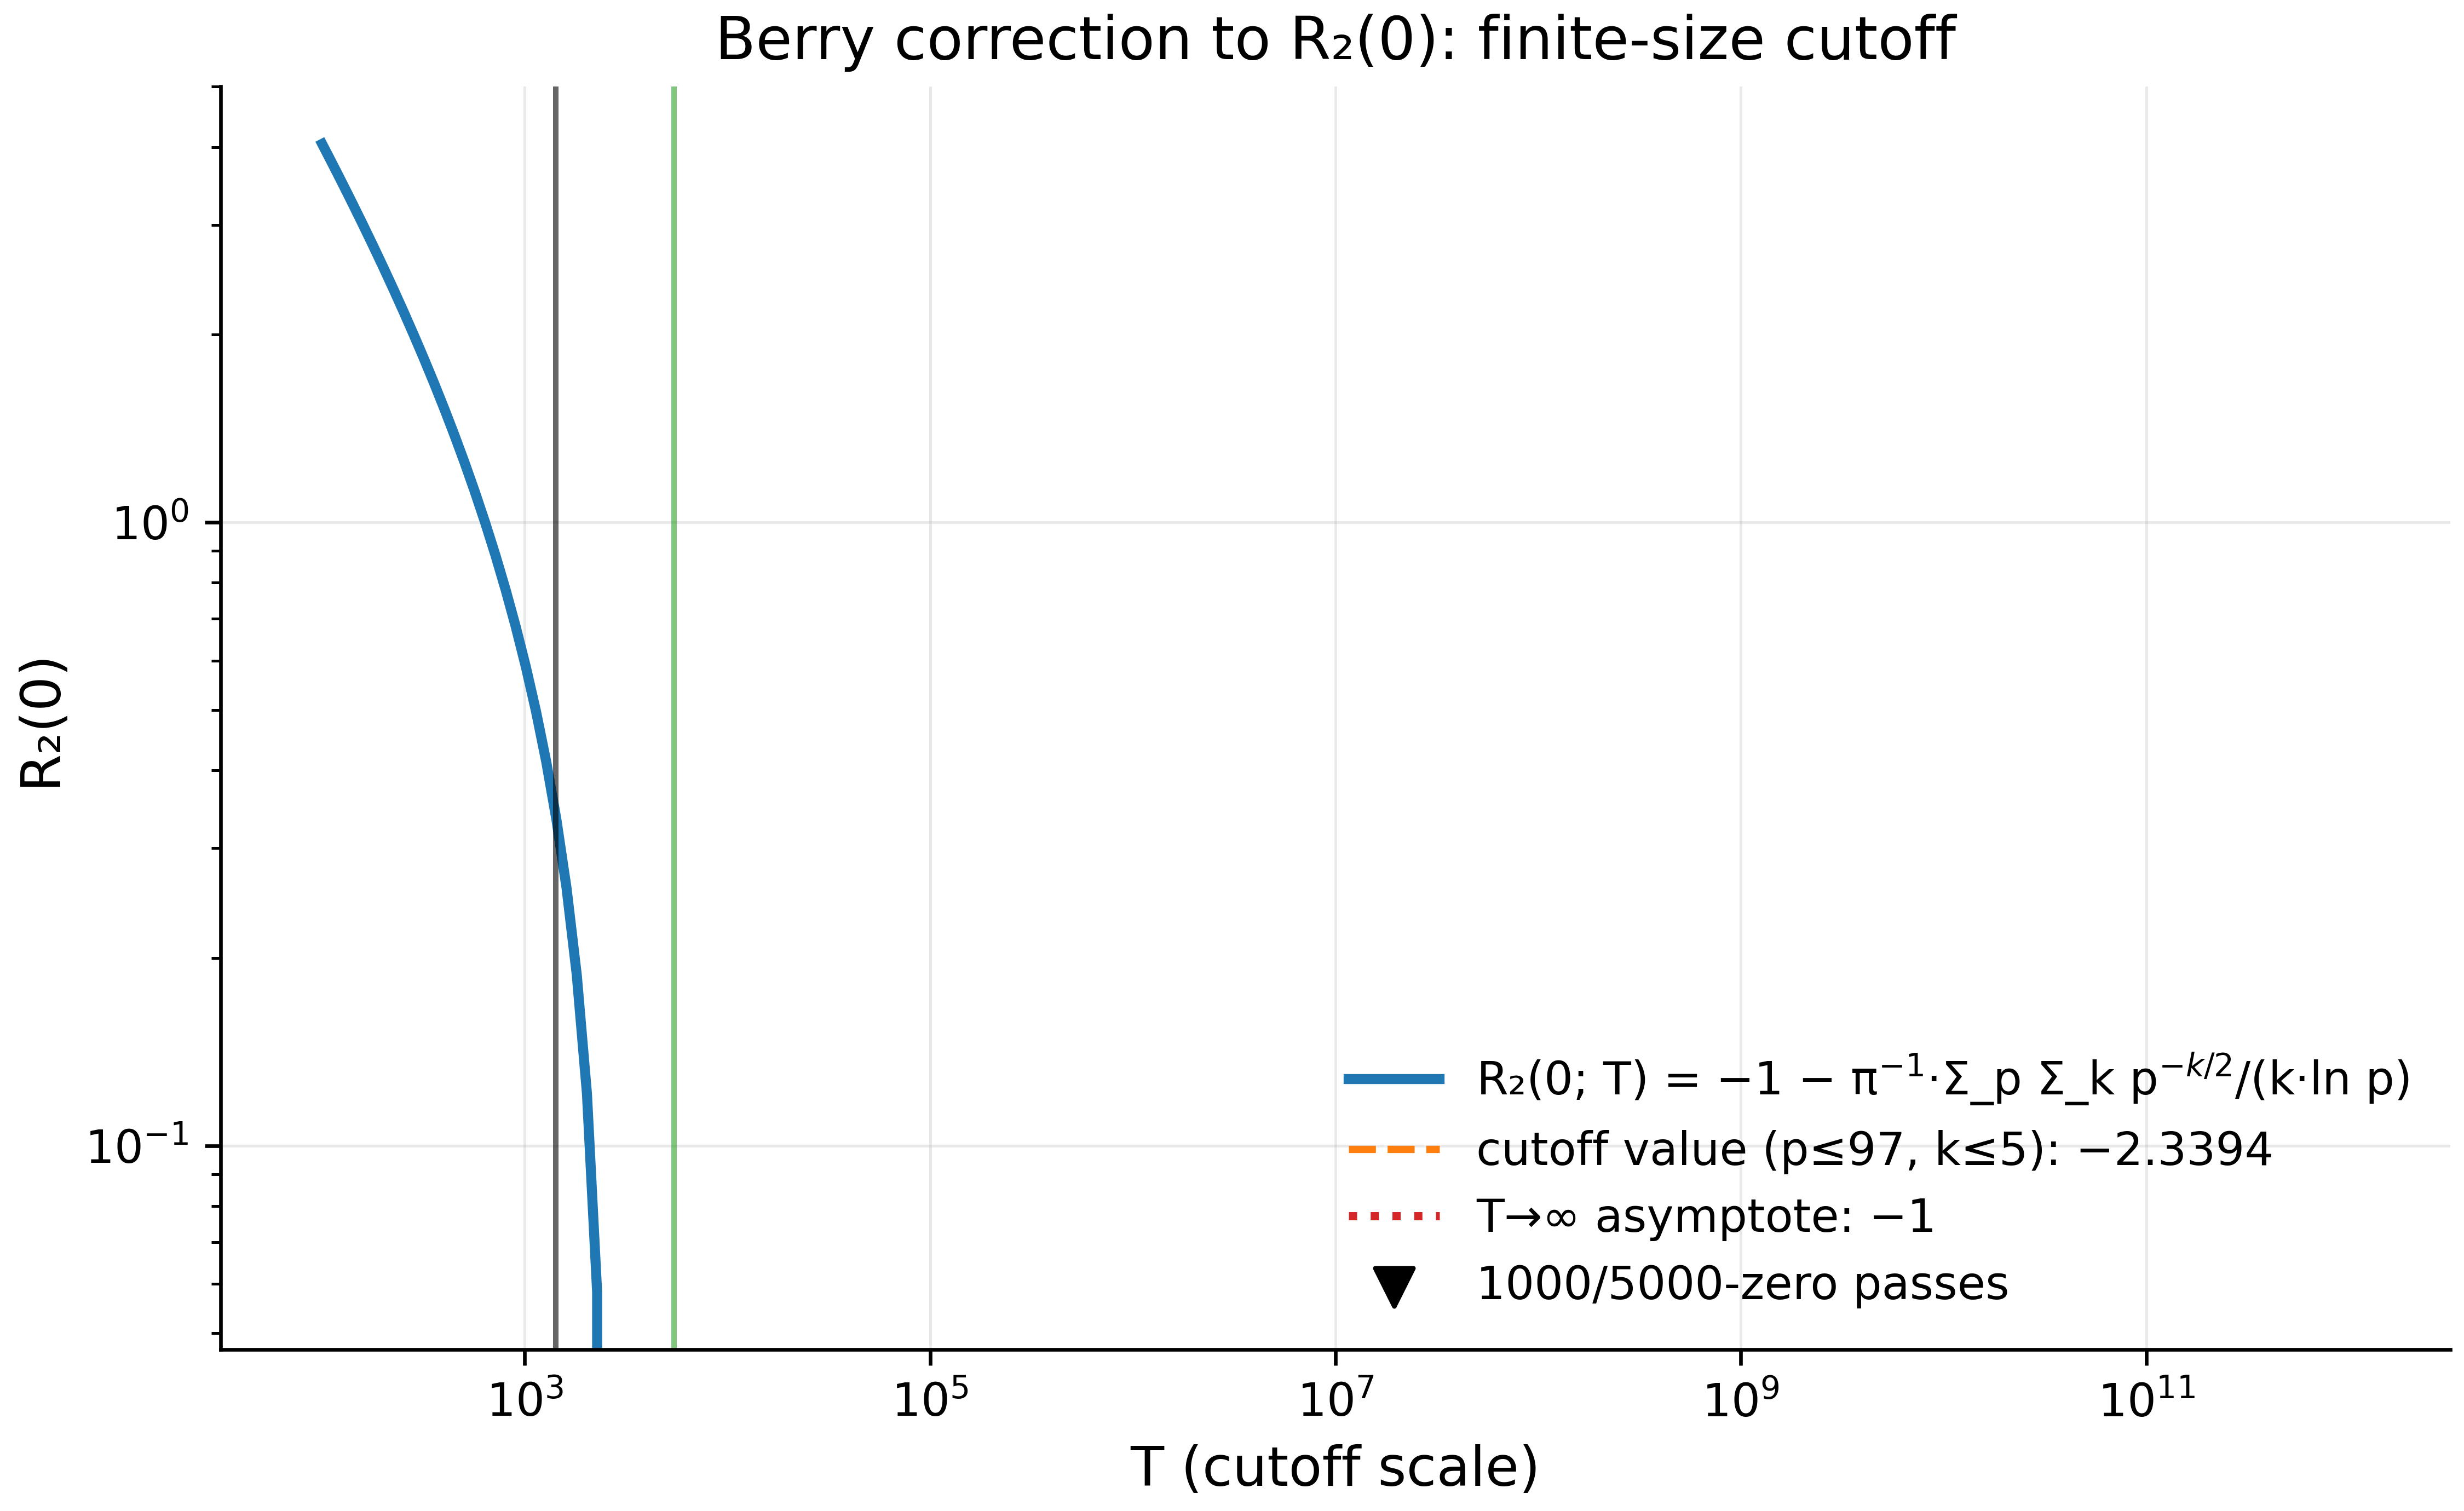 Berry correction to R₂(0): finite-size cutoff
R₂(0)
10⁰
10⁻¹
R₂(0; T) = −1 − π⁻¹·Σ_p Σ_k p^{−k/2}/(k·ln p)
cutoff value (p≤97, k≤5): −2.3394
T→∞ asymptote: −1
1000/5000-zero passes
10³ 10⁵ 10⁷ 10⁹ 10¹¹
T (cutoff scale)